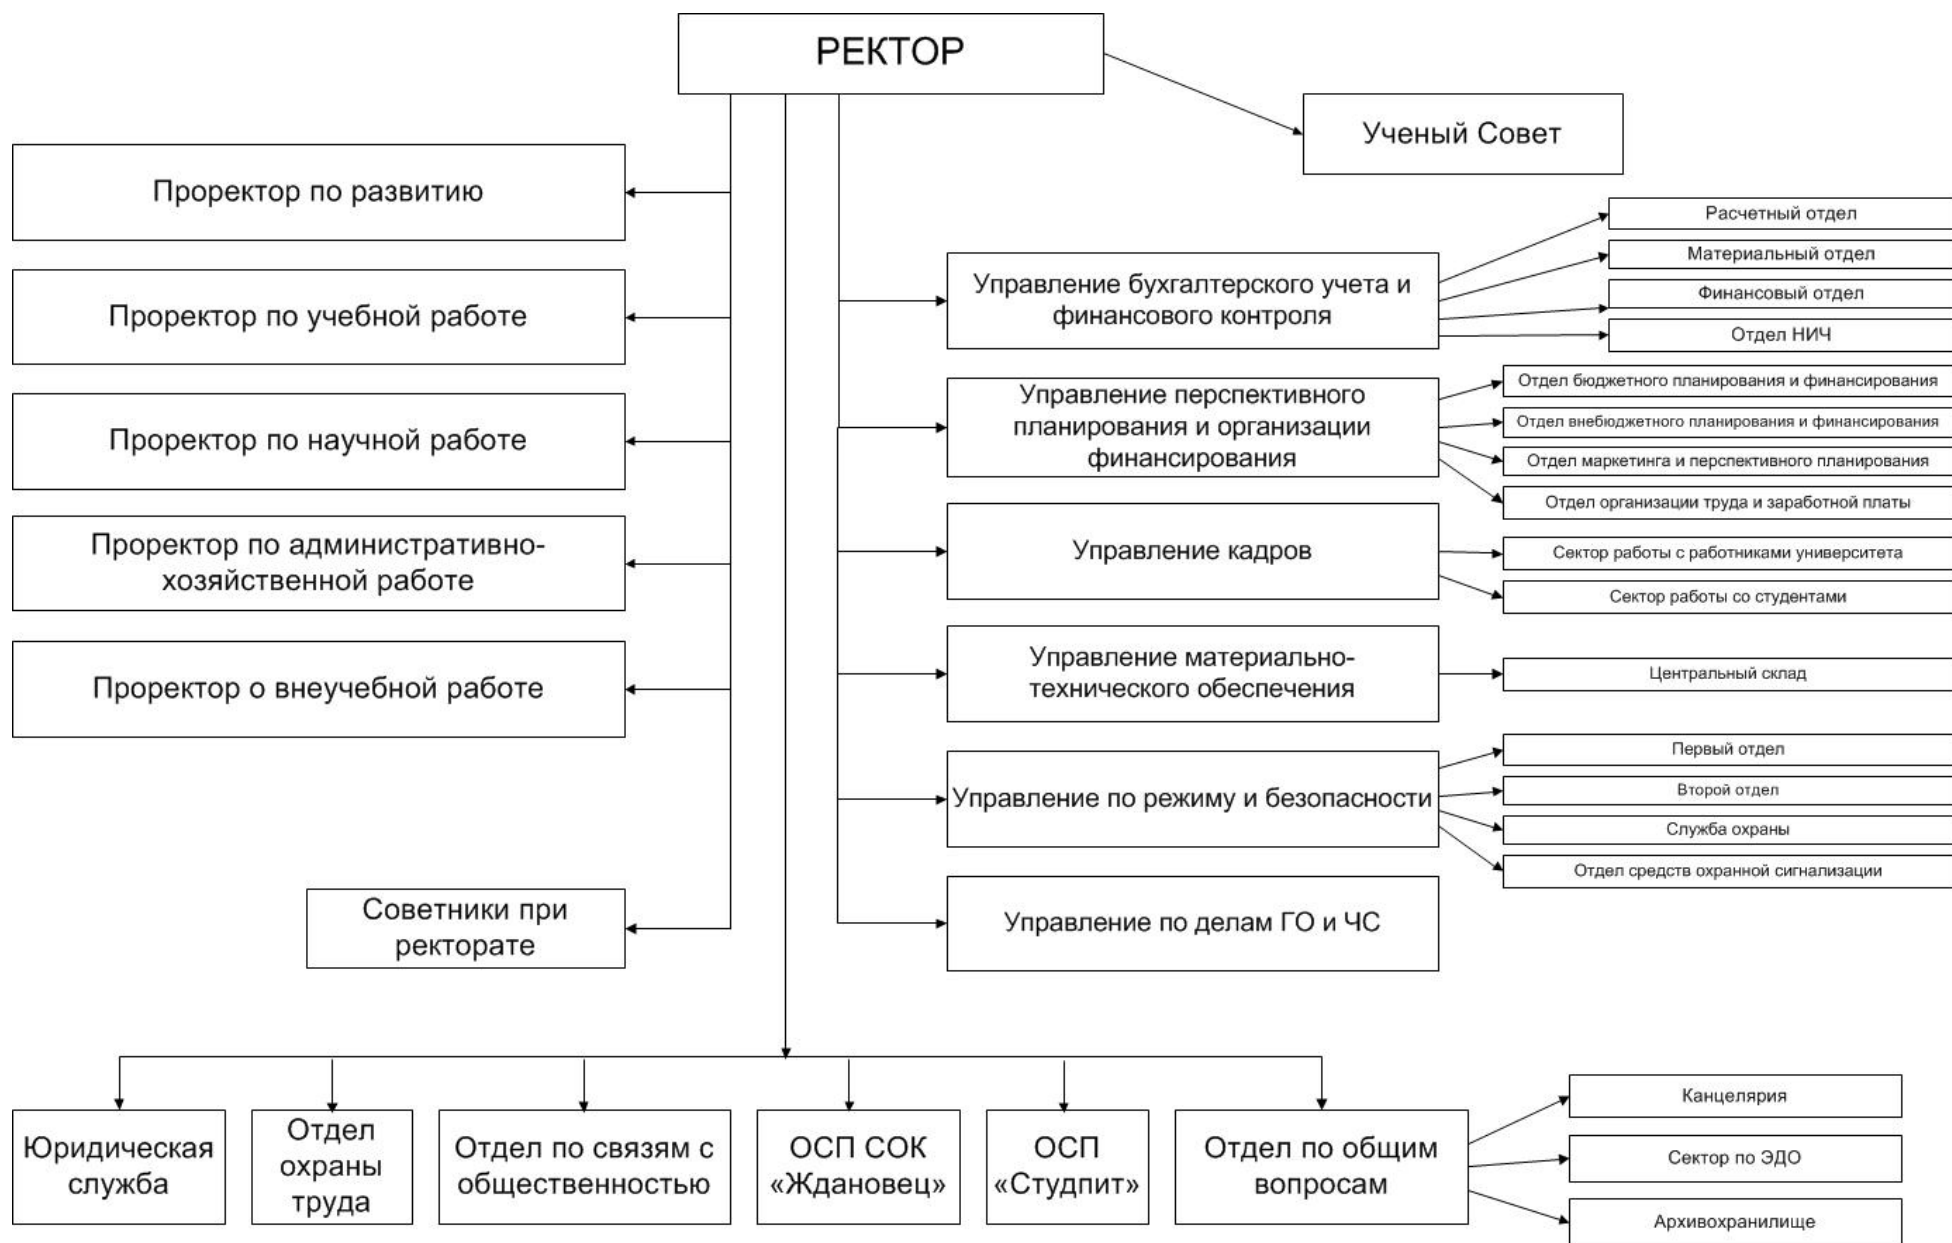 РЕКТОР
Ученый Совет
Проректор по развитию
Проректор по учебной работе
Проректор по научной работе
Проректор по административно-
хозяйственной работе
Проректор о внеучебной работе
Советники при
ректорате
Управление бухгалтерского учета и
финансового контроля
Расчетный отдел
Материальный отдел
Финансовый отдел
Отдел НИЧ
Управление перспективного
планирования и организации
финансирования
Отдел бюджетного планирования и финансирования
Отдел внебюджетного планирования и финансирования
Отдел маркетинга и перспективного планирования
Отдел организации труда и заработной платы
Управление кадров
Сектор работы с работниками университета
Сектор работы со студентами
Управление материально-
технического обеспечения
Центральный склад
Управление по режиму и безопасности
Первый отдел
Второй отдел
Служба охраны
Отдел средств охранной сигнализации
Управление по делам ГО и ЧС
Юридическая
служба
Отдел
охраны
труда
Отдел по связям с
общественностью
ОСП СОК
«Ждановец»
ОСП
«Студпит»
Отдел по общим
вопросам
Канцелярия
Сектор по ЭДО
Архивохранилище